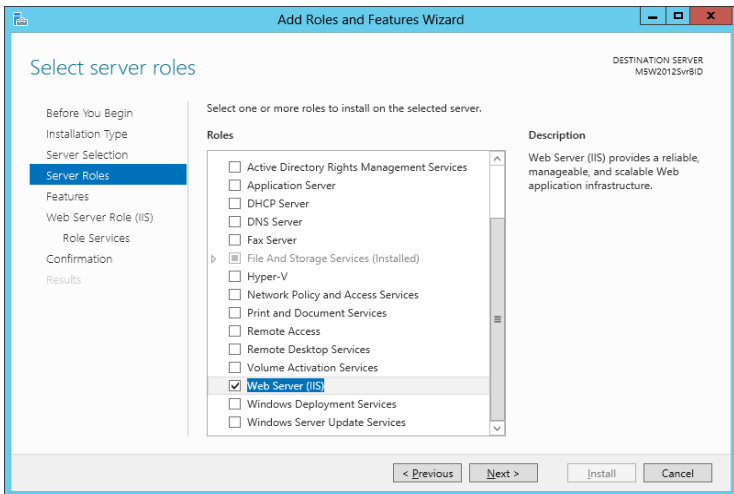 Add Roles and Features Wizard
Select server roles
DESTINATION SERVER
MSW2012SvrBID
Before You Begin
Installation Type
Server Selection
Server Roles
Features
Web Server Role (IIS)
Role Services
Confirmation
Results
Select one or more roles to install on the selected server.
Roles
Active Directory Rights Management Services
Application Server
DHCP Server
DNS Server
Fax Server
File And Storage Services (Installed)
Hyper-V
Network Policy and Access Services
Print and Document Services
Remote Access
Remote Desktop Services
Volume Activation Services
Web Server (IIS)
Windows Deployment Services
Windows Server Update Services
Description
Web Server (IIS) provides a reliable,
manageable, and scalable Web
application infrastructure.
< Previous
Next >
Install
Cancel